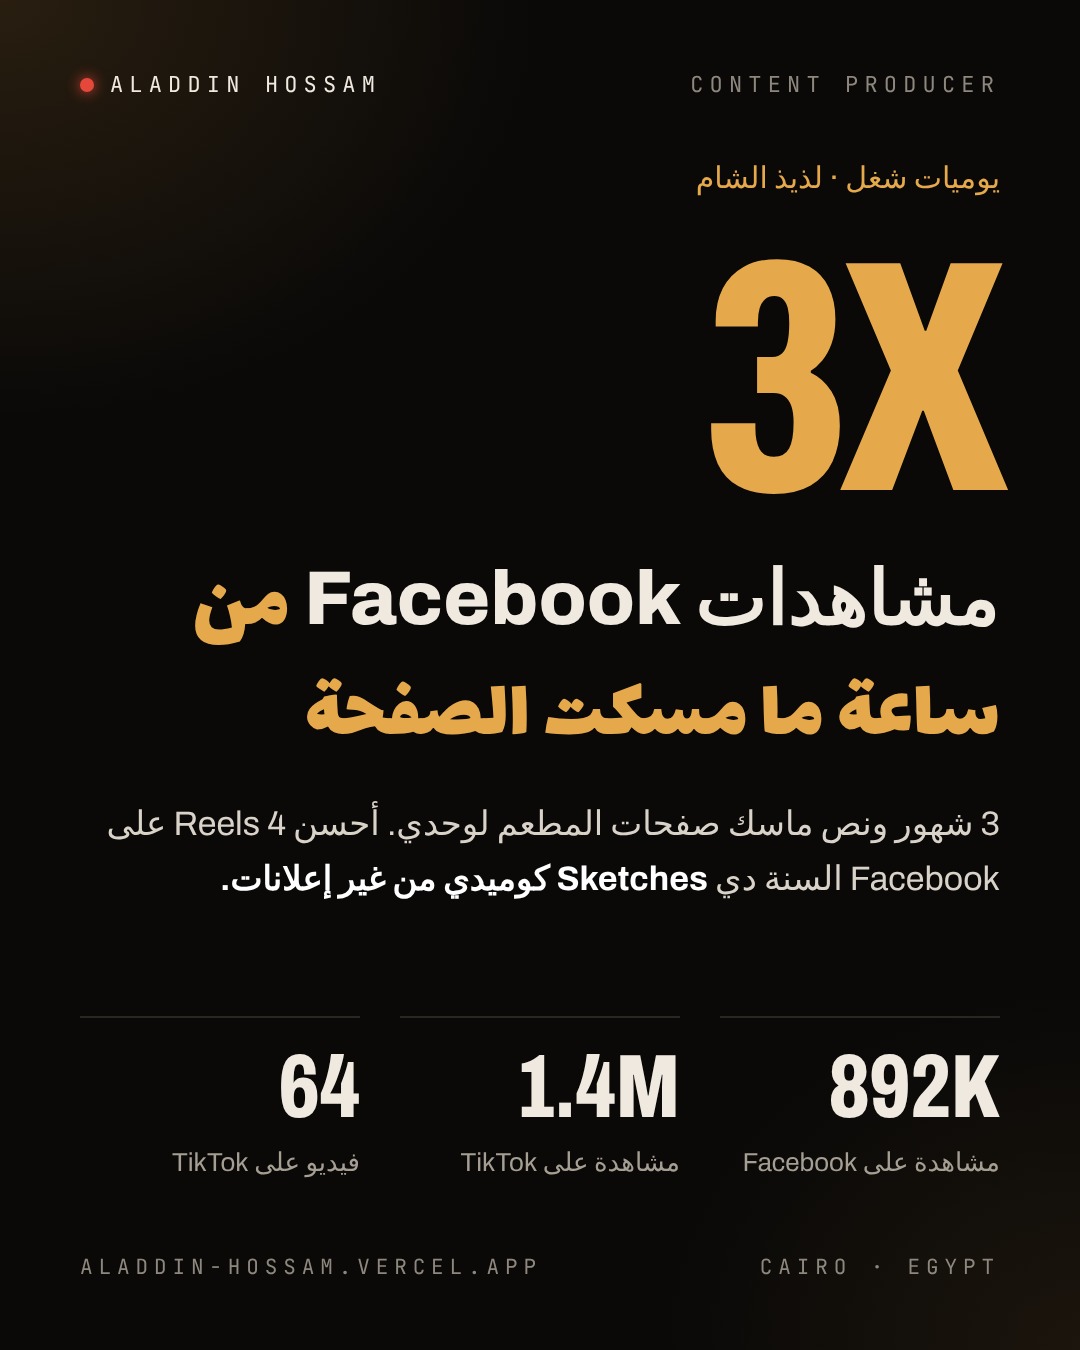 ALADDIN HOSSAM
CONTENT PRODUCER
يوميات شغل · لذيذ الشام
3X
مشاهدات Facebook من
ساعة ما مسكت الصفحة
3 شهور ونص ماسك صفحات المطعم لوحدي. أحسن 4 Reels على
Facebook السنة دي Sketches كوميدي من غير إعلانات.
892K
مشاهدة على Facebook
1.4M
مشاهدة على TikTok
64
فيديو على TikTok
ALADDIN-HOSSAM.VERCEL.APP
CAIRO · EGYPT